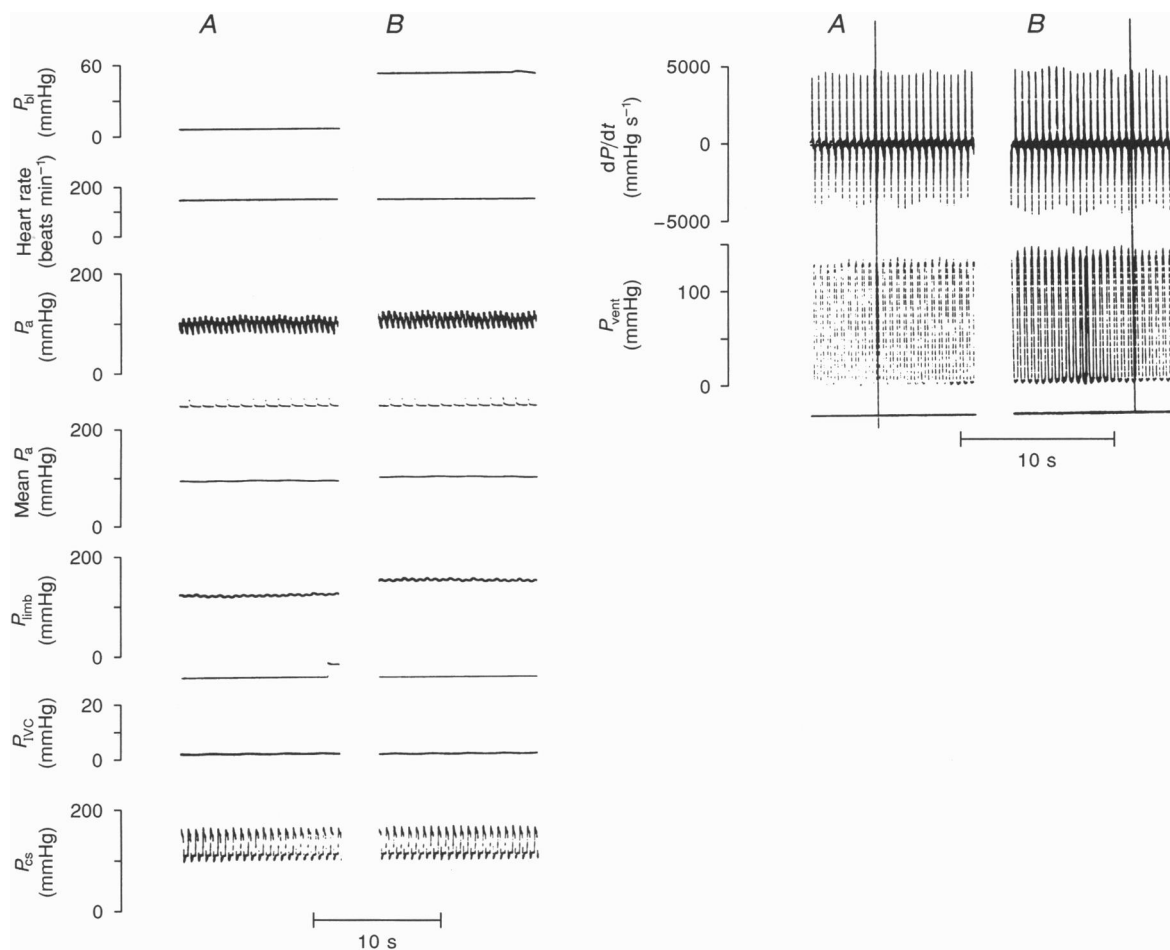 A
B
60
0
P_bl
(mmHg)
200
0
Heart rate
(beats min⁻¹)
200
0
P_a
(mmHg)
200
0
Mean P_a
(mmHg)
200
0
P_limb
(mmHg)
20
0
P_IVC
(mmHg)
200
0
P_cs
(mmHg)
10 s
A
B
5000
0
−5000
dP/dt
(mmHg s⁻¹)
100
0
P_vent
(mmHg)
10 s